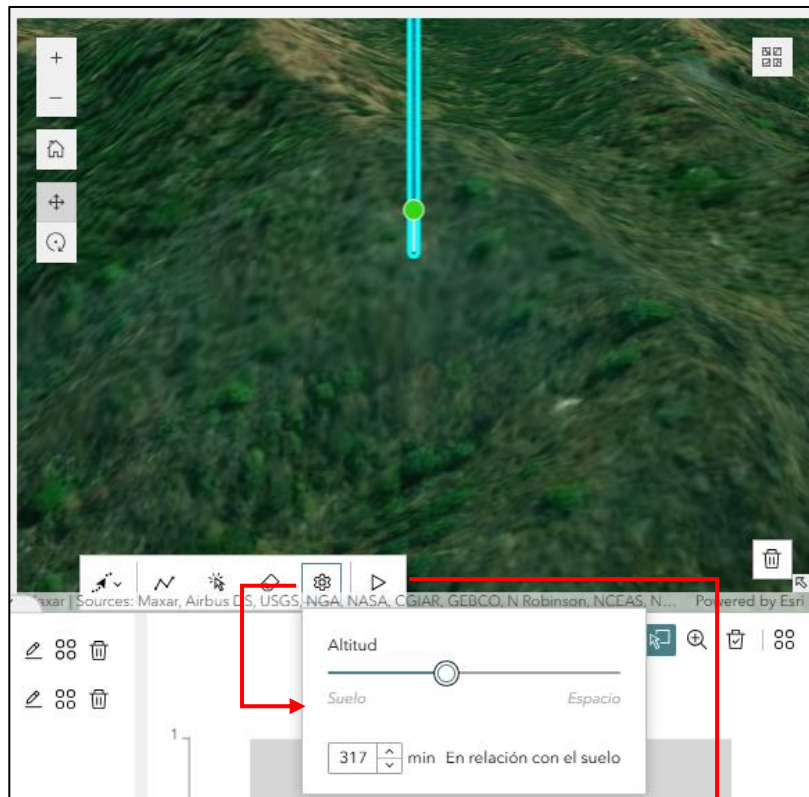 axar | Sources: Maxar, Airbus DS, USGS, NGA, NASA, CGIAR, GEBCO, N Robinson, NCEAS, N... Powered by Esri
Altitud
Suelo Espacio
317 min En relación con el suelo
1